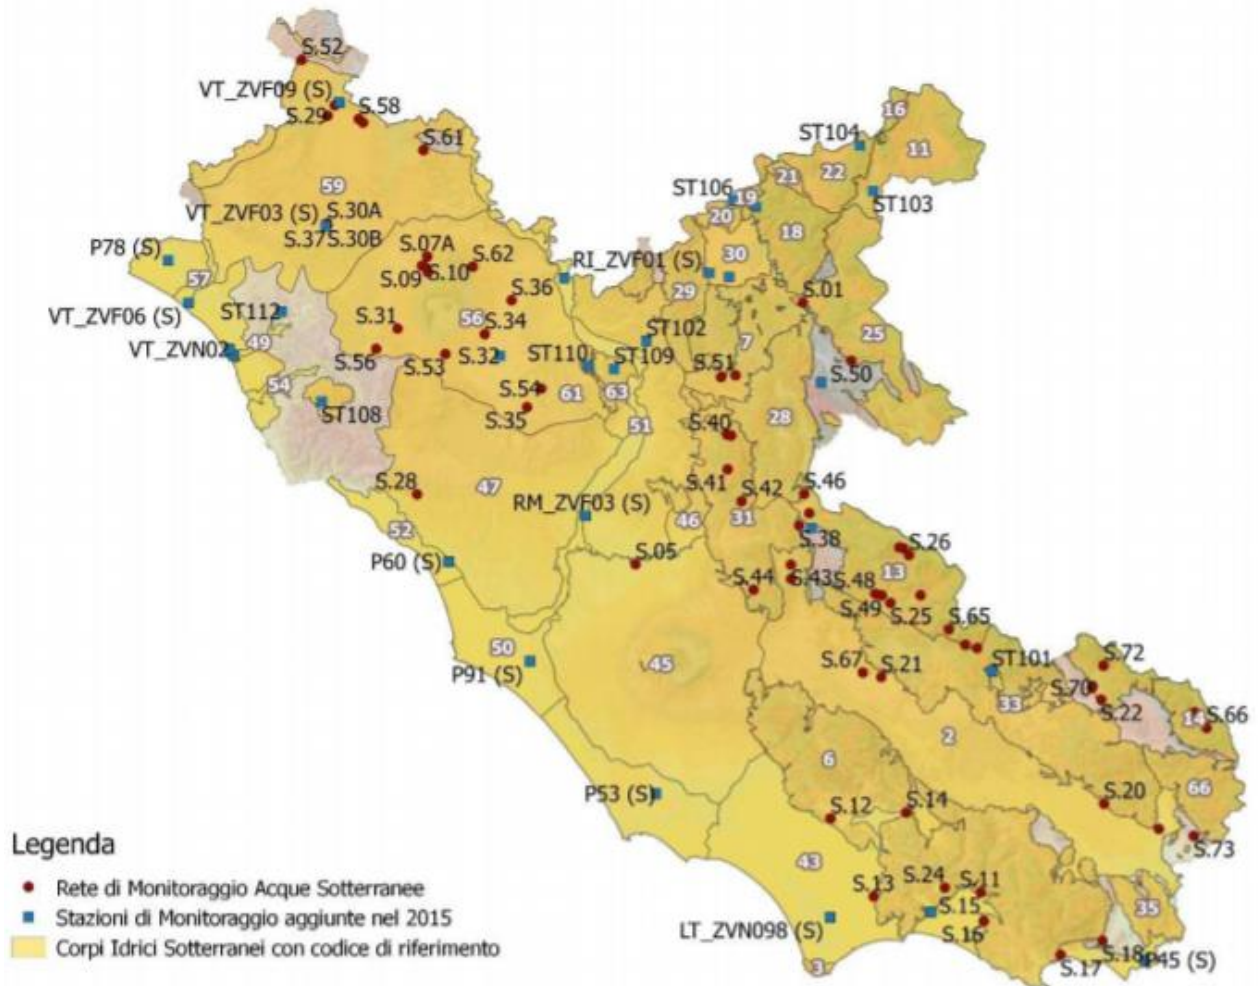 S.52
VT_ZVF09 (S)
S.58
S.29
16
ST104
S.61
11
21
22
59
ST106
19
ST103
VT_ZVF03 (S)
S.30A
20
18
S.37
S.30B
P78 (S)
S.07A
S.62
RI_ZVF01 (S)
30
57
S.09
S.10
29
S.36
S.01
VT_ZVF06 (S)
ST112
S.31
56
S.34
ST102
25
49
7
VT_ZVN02
S.56
S.53
S.32
ST110
ST109
S.51
S.50
54
S.54
61
63
ST108
S.35
51
28
S.40
S.28
47
S.41
S.42
S.46
RM_ZVF03 (S)
46
31
52
S.38
S.26
P60 (S)
S.05
13
S.44
S.43
S.48
S.49
S.25
S.65
50
45
S.67
S.21
ST101
S.72
P91 (S)
S.70
S.22
33
14
S.66
2
6
P53 (S)
S.12
S.14
S.20
66
S.73
43
S.13
S.24
S.11
S.15
35
LT_ZVN098 (S)
S.16
3
S.17
S.18
P45 (S)
Legenda
Rete di Monitoraggio Acque Sotterranee
Stazioni di Monitoraggio aggiunte nel 2015
Corpi Idrici Sotterranei con codice di riferimento